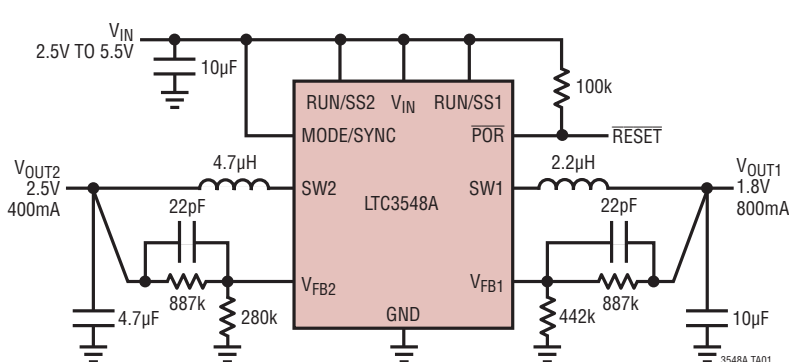 VIN
2.5V TO 5.5V
10µF
RUN/SS2 VIN RUN/SS1
100k
MODE/SYNC
POR
RESET
VOUT2
2.5V
400mA
4.7µH
SW2
LTC3548A
SW1
2.2µH
VOUT1
1.8V
800mA
22pF
22pF
887k
VFB2
VFB1
887k
4.7µF
280k
GND
442k
10µF
3548A TA01